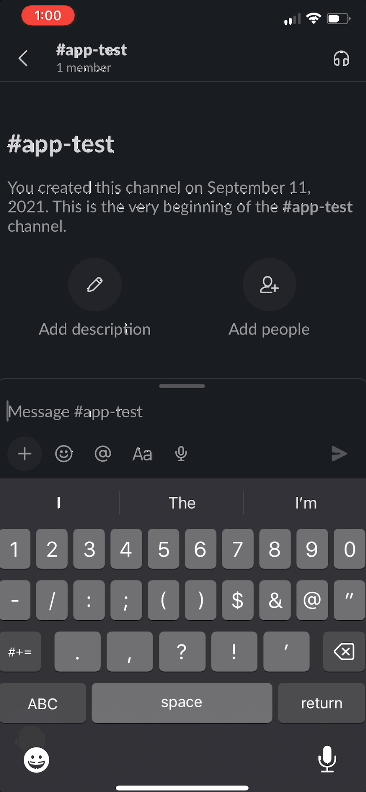 1:00
#app-test
1 member
#app-test
You created this channel on September 11,
2021. This is the very beginning of the #app-test
channel.
Add description
Add people
Message #app-test
@ Aa
I The I'm
1 2 3 4 5 6 7 8 9 0
- / : ; ( ) $ & @ "
#+= . , ? ! '
ABC space return